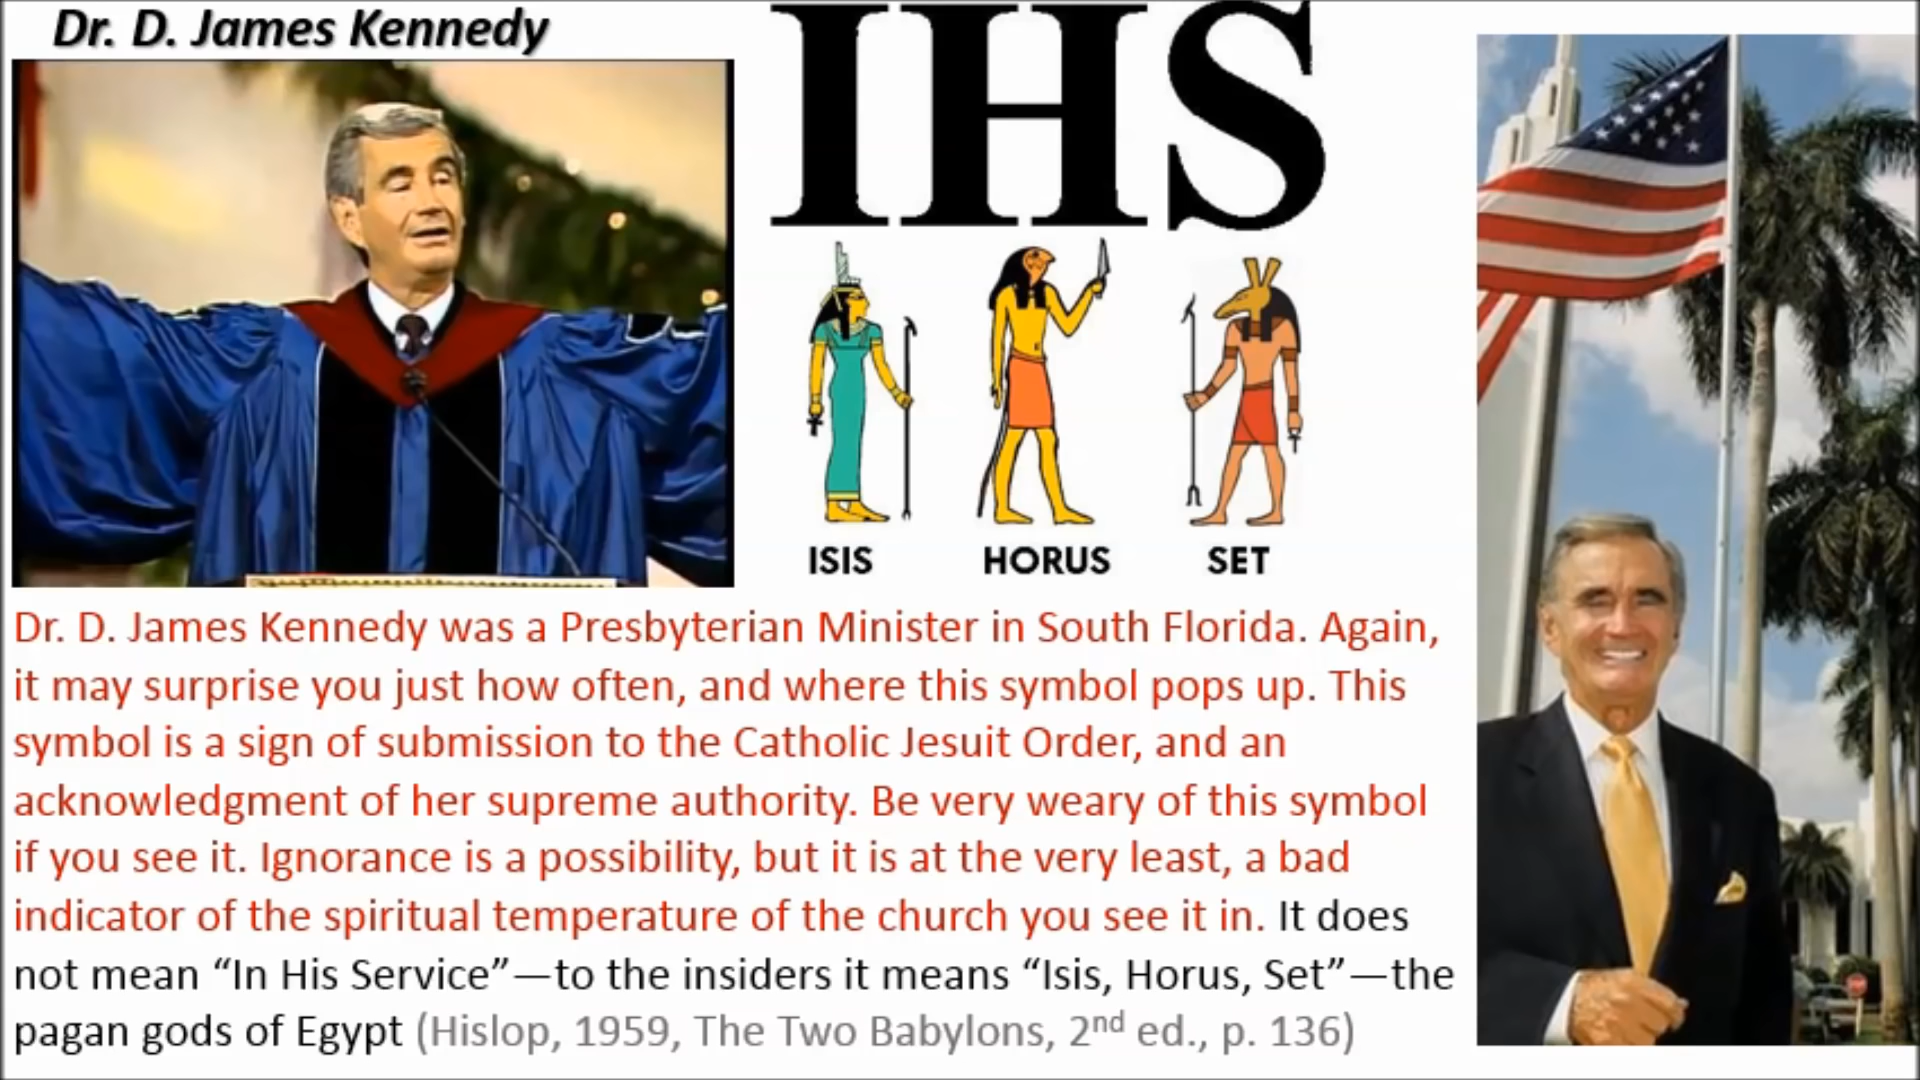 Dr. D. James Kennedy
IHS
ISIS HORUS SET
Dr. D. James Kennedy was a Presbyterian Minister in South Florida. Again,
it may surprise you just how often, and where this symbol pops up. This
symbol is a sign of submission to the Catholic Jesuit Order, and an
acknowledgment of her supreme authority. Be very weary of this symbol
if you see it. Ignorance is a possibility, but it is at the very least, a bad
indicator of the spiritual temperature of the church you see it in. It does
not mean “In His Service”—to the insiders it means “Isis, Horus, Set”—the
pagan gods of Egypt (Hislop, 1959, The Two Babylons, 2nd ed., p. 136)